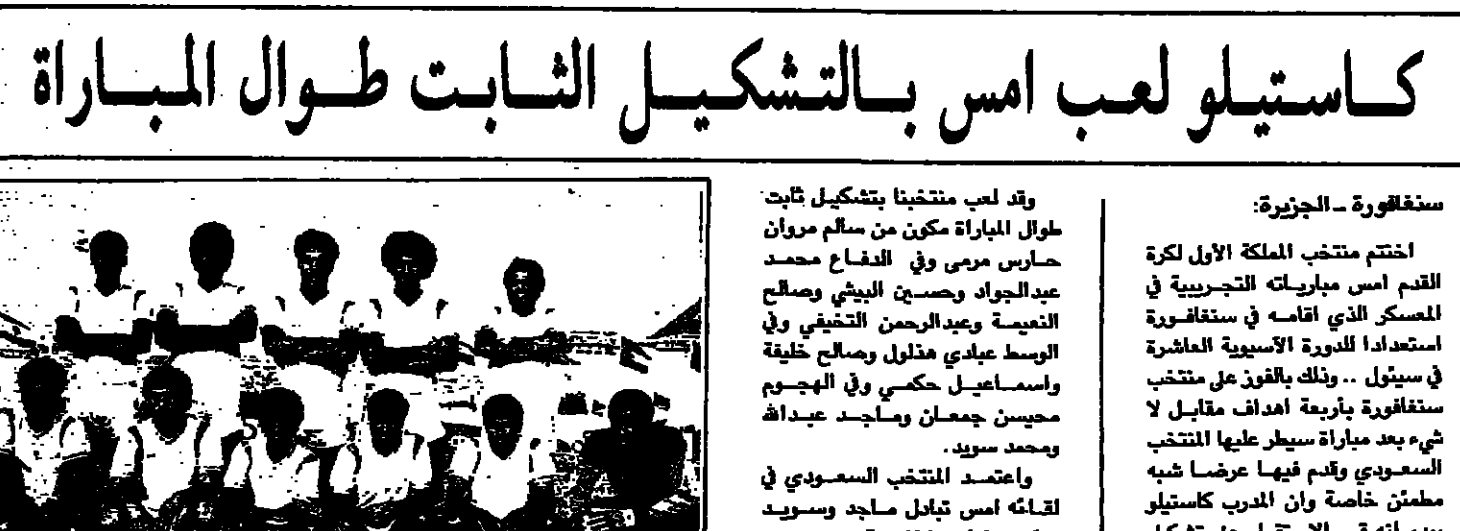 كاستيلو لعب امس بالتشكيل الثابت طوال المباراة
سنغافورة ـ الجزيرة:
اختتم منتخب المملكة الأول لكرة
القدم امس مبارياته التجريبية في
المعسكر الذي اقامه في سنغافورة
استعدادا للدورة الآسيوية العاشرة
في سيئول .. وذلك بالفوز على منتخب
سنغافورة بأربعة اهداف مقابل لا
شيء بعد مباراة سيطر عليها المنتخب
السعودي وقدم فيها عرضا شبه
مطمئن خاصة وان المدرب كاستيلو
وقد لعب منتخبنا بتشكيل ثابت
طوال المباراة مكون من سالم مروان
حارس مرمى وفي الدفاع محمد
عبدالجواد وحسين البيشي وصالح
النعيمة وعبدالرحمن التخيفي وفي
الوسط عبادي هذلول وصالح خليفة
واسماعيل حكمي وفي الهجوم
محيسن جمعان وماجد عبدالله
ومحمد سويد.
واعتمد المنتخب السعودي في
لقائه امس تبادل ماجد وسويد